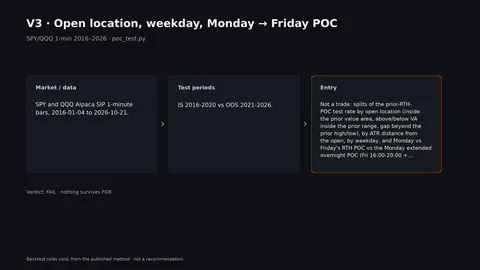 V3 · Open location, weekday, Monday → Friday POC
SPY/QQQ 1-min 2016–2026 · poc_test.py
Market / data
SPY and QQQ Alpaca SIP 1-minute
bars, 2016-01-04 to 2026-10-21.
›
Test periods
IS 2016-2020 vs OOS 2021-2026.
›
Entry
Not a trade: splits of the prior-RTH-
POC test rate by open location (inside
the prior value area, above/below VA
inside the prior range, gap beyond the
prior high/low), by ATR distance from
the open, by weekday, and Monday vs
Friday's RTH POC vs the Monday extended
overnight POC (Fri 16:00-20:00 +...
Verdict: FAIL · nothing survives FDR
Backtest rules card, from the published method · not a recommendation.